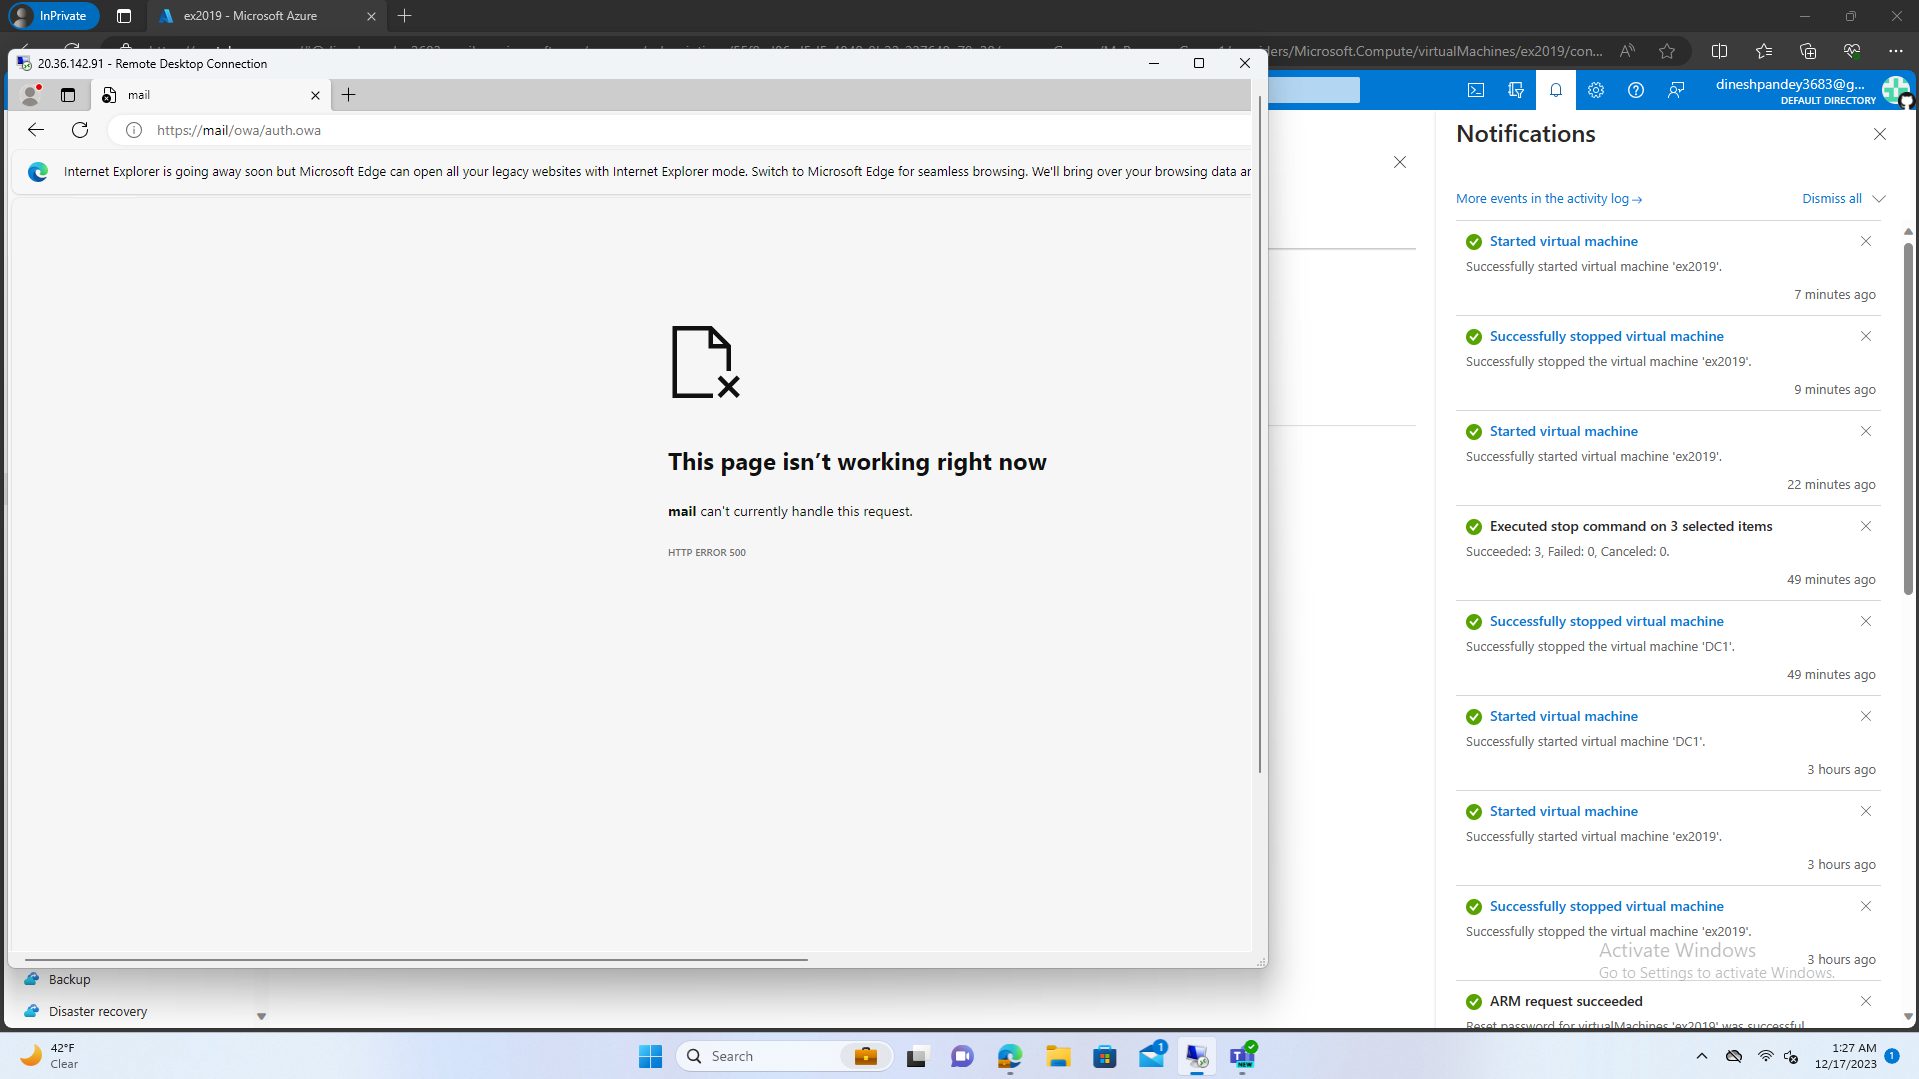 InPrivate
ex2019 - Microsoft Azure
iders/Microsoft.Compute/virtualMachines/ex2019/con...
20.36.142.91 - Remote Desktop Connection
mail
https://mail/owa/auth.owa
Internet Explorer is going away soon but Microsoft Edge can open all your legacy websites with Internet Explorer mode. Switch to Microsoft Edge for seamless browsing. We'll bring over your browsing data ar
This page isn’t working right now
mail can't currently handle this request.
HTTP ERROR 500
Backup
Disaster recovery
dineshpandey3683@g...
DEFAULT DIRECTORY
Notifications
More events in the activity log →
Dismiss all
Started virtual machine
Successfully started virtual machine 'ex2019'.
7 minutes ago
Successfully stopped virtual machine
Successfully stopped the virtual machine 'ex2019'.
9 minutes ago
Started virtual machine
Successfully started virtual machine 'ex2019'.
22 minutes ago
Executed stop command on 3 selected items
Succeeded: 3, Failed: 0, Canceled: 0.
49 minutes ago
Successfully stopped virtual machine
Successfully stopped the virtual machine 'DC1'.
49 minutes ago
Started virtual machine
Successfully started virtual machine 'DC1'.
3 hours ago
Started virtual machine
Successfully started virtual machine 'ex2019'.
3 hours ago
Successfully stopped virtual machine
Successfully stopped the virtual machine 'ex2019'.
3 hours ago
Activate Windows
Go to Settings to activate Windows.
ARM request succeeded
Reset password for virtualMachines 'ex2019' was successful
42°F
Clear
Search
1
NEW
1:27 AM
12/17/2023
1